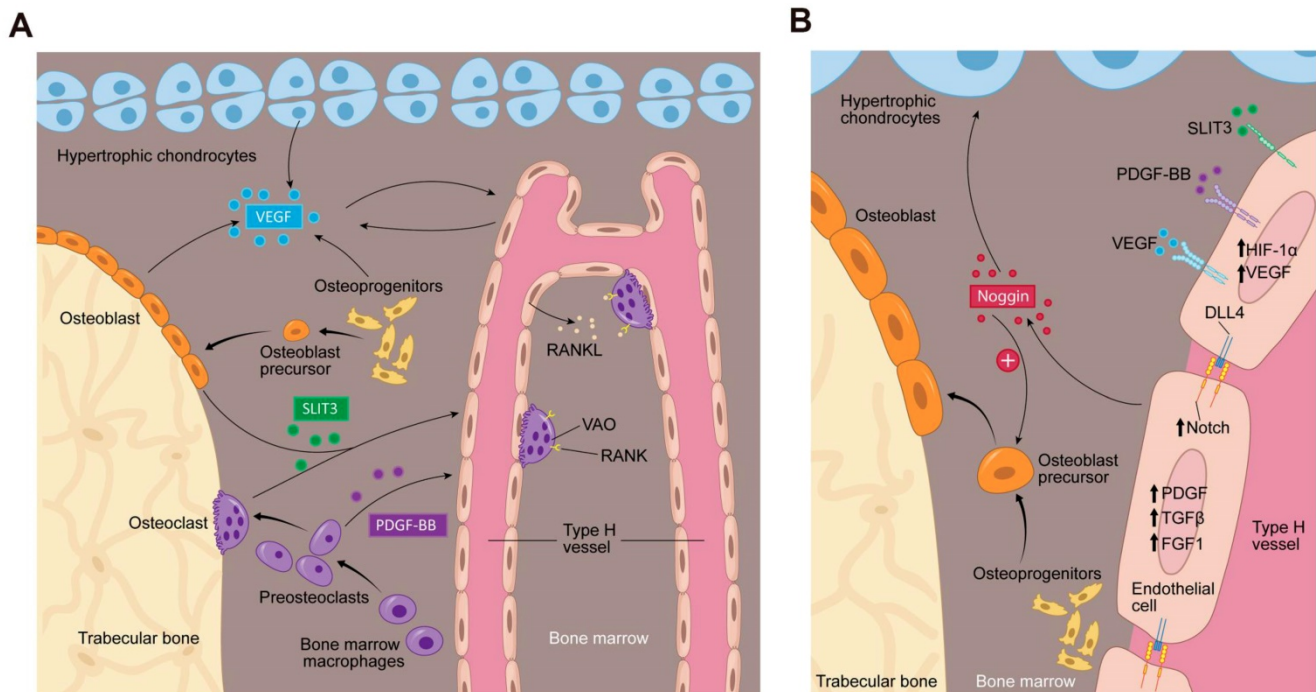 A
Hypertrophic chondrocytes
VEGF
Osteoblast
Osteoprogenitors
Osteoblast
precursor
RANKL
SLIT3
VAO
RANK
Osteoclast
PDGF-BB
Type H
vessel
Preosteoclasts
Trabecular bone
Bone marrow
macrophages
Bone marrow
B
Hypertrophic
chondrocytes
SLIT3
PDGF-BB
Osteoblast
VEGF
HIF-1α
VEGF
Noggin
DLL4
+
Notch
Osteoblast
precursor
PDGF
TGFβ
FGF1
Type H
vessel
Osteoprogenitors
Endothelial
cell
Trabecular bone
Bone marrow